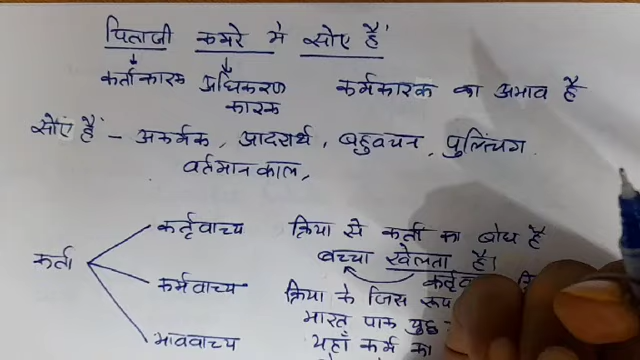 पिताजी कमरे में सोए हैं
कर्ताकारक अधिकरण कारक कर्मकारक का अभाव है
सोए हैं - अकर्मक, आदरार्थ, बहुवचन, पुल्लिंग
वर्तमान काल,
कर्ता
कर्तृवाच्य क्रिया से कर्ता का बोध है
बच्चा खेलता है।
कर्मवाच्य क्रिया के जिस रूप
भारत पाक युद्ध
भाववाच्य यहाँ कर्म का